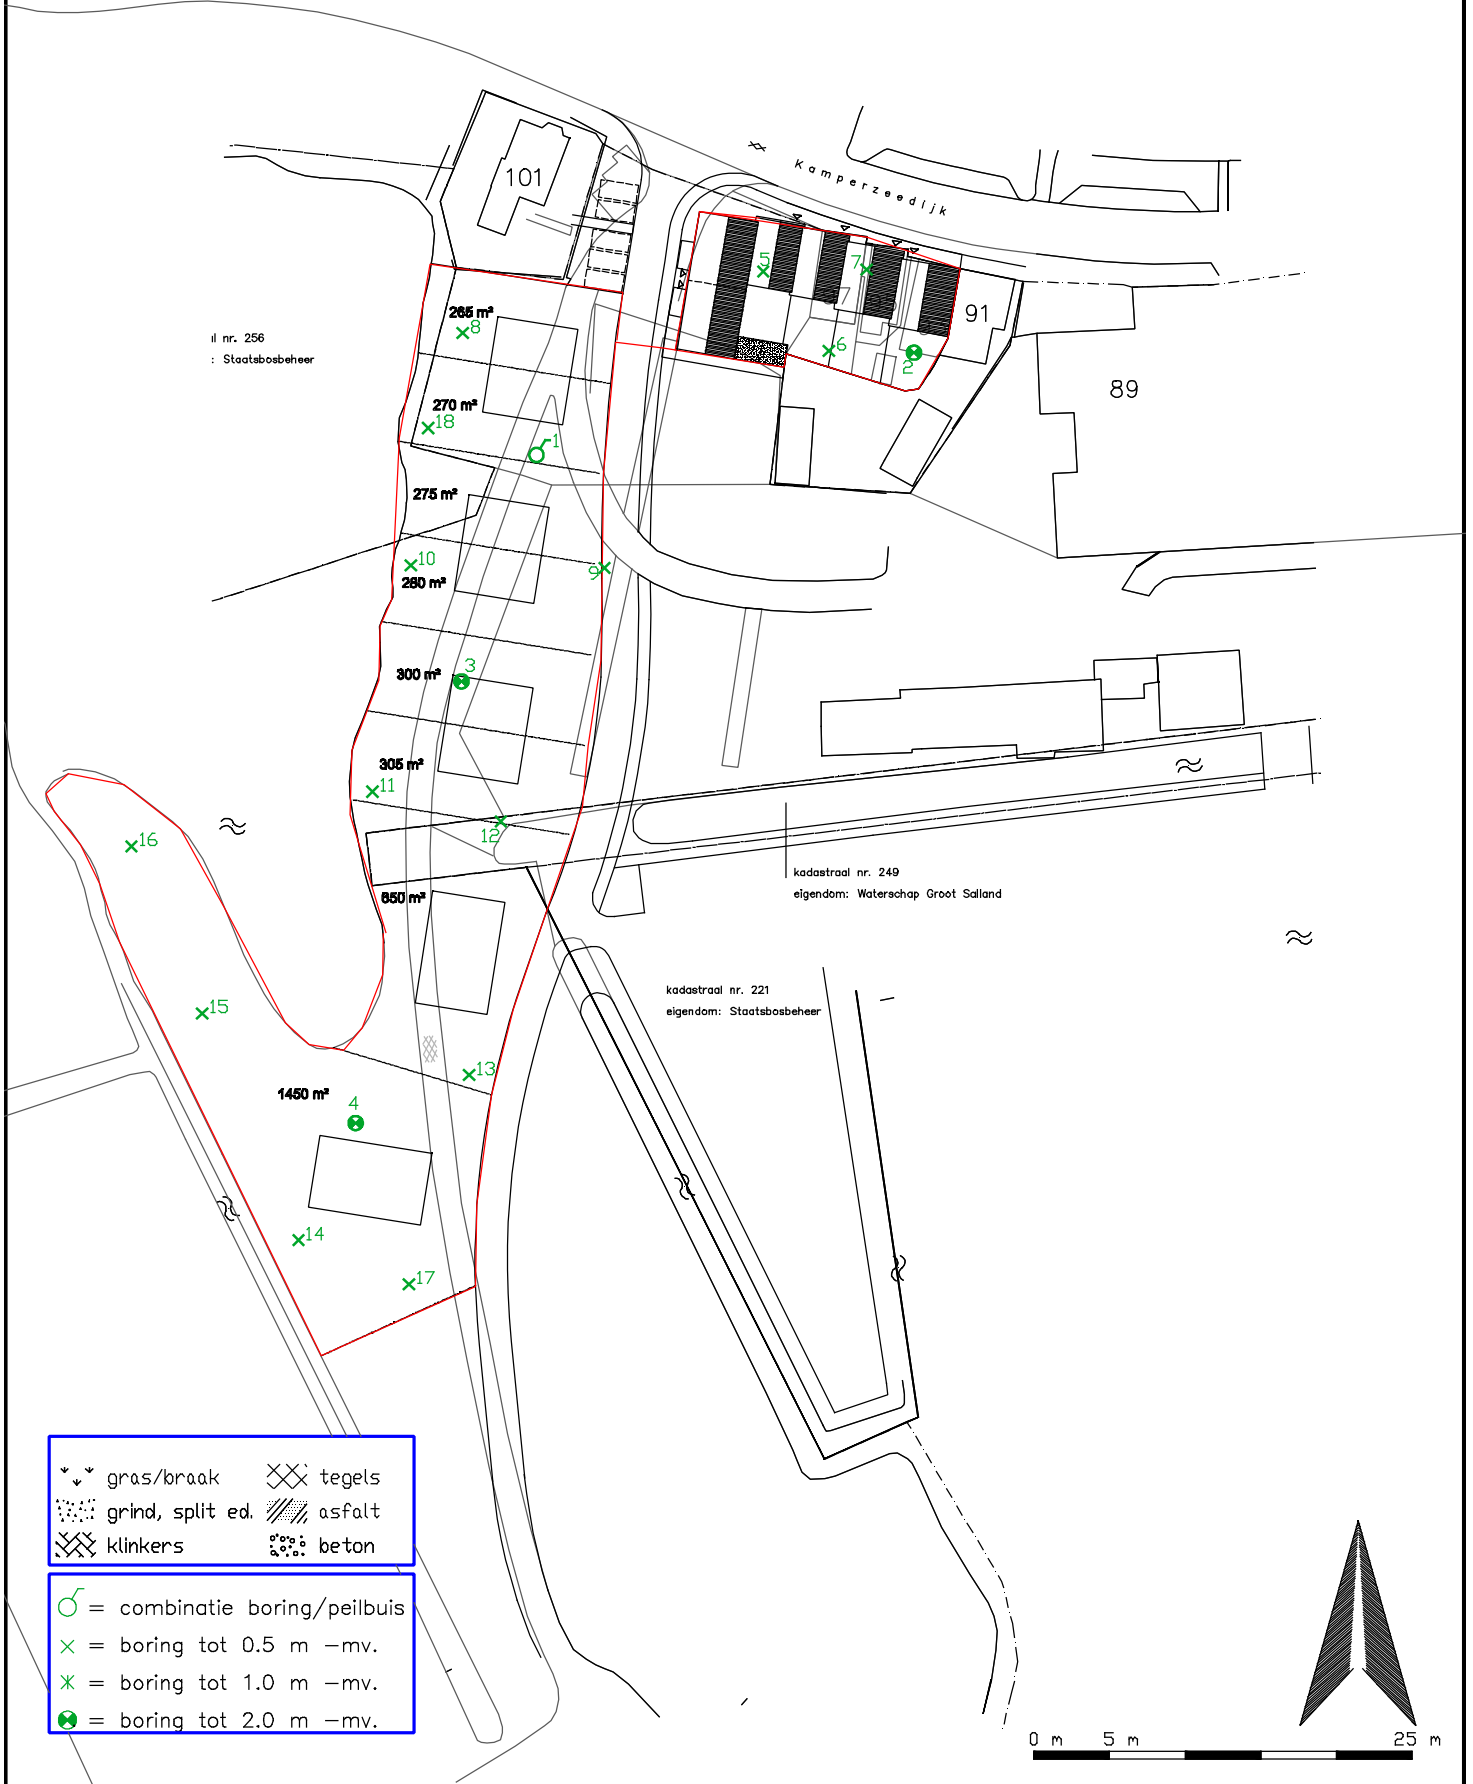 Kamperzeedijk
101
5
7
91
265 m²
8
il nr. 256
: Staatsbosbeheer
6
2
89
270 m²
18
1
275 m²
10
280 m²
9
3
300 m²
305 m²
11
12
16
kadastraal nr. 249
eigendom: Waterschap Groot Salland
650 m²
kadastraal nr. 221
eigendom: Staatsbosbeheer
15
13
1450 m²
4
14
17
gras/braak
tegels
grind, split ed.
asfalt
klinkers
beton
= combinatie boring/peilbuis
= boring tot 0.5 m -mv.
= boring tot 1.0 m -mv.
= boring tot 2.0 m -mv.
0 m 5 m 25 m